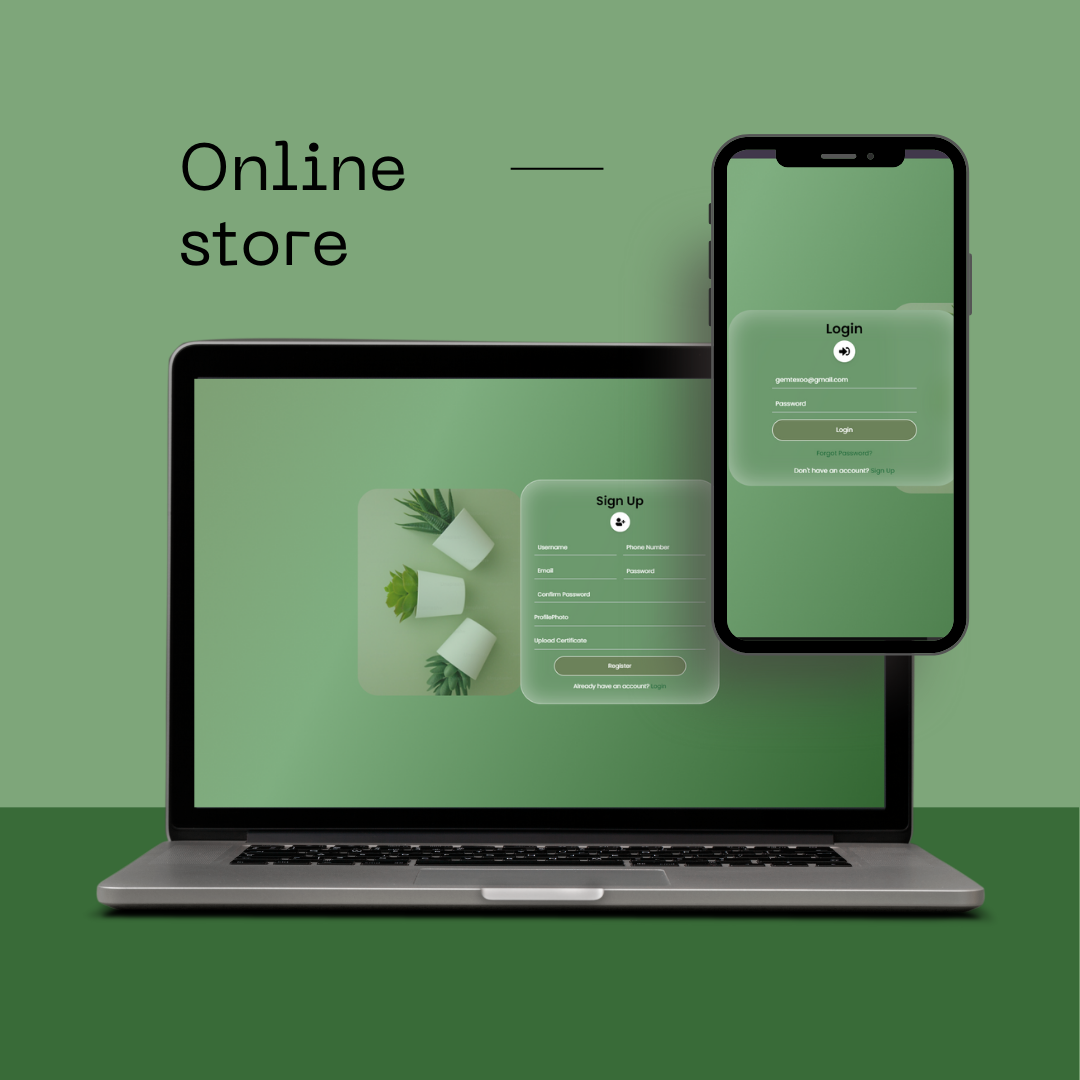 Online
store
Login
gemtexoo@gmail.com
Password
Login
Forgot Password?
Don't have an account? Sign Up
Sign Up
Username
Phone Number
Email
Password
Confirm Password
ProfilePhoto
Upload Certificate
Register
Already have an account? Login